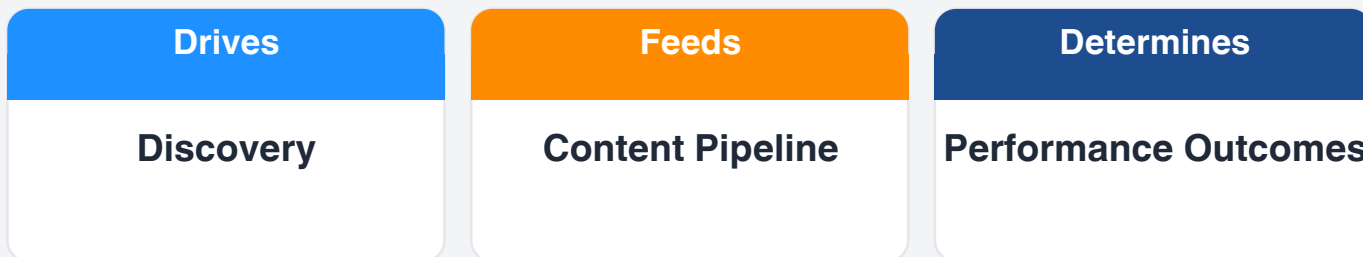 Drives
Feeds
Determines
Discovery
Content Pipeline
Performance Outcomes